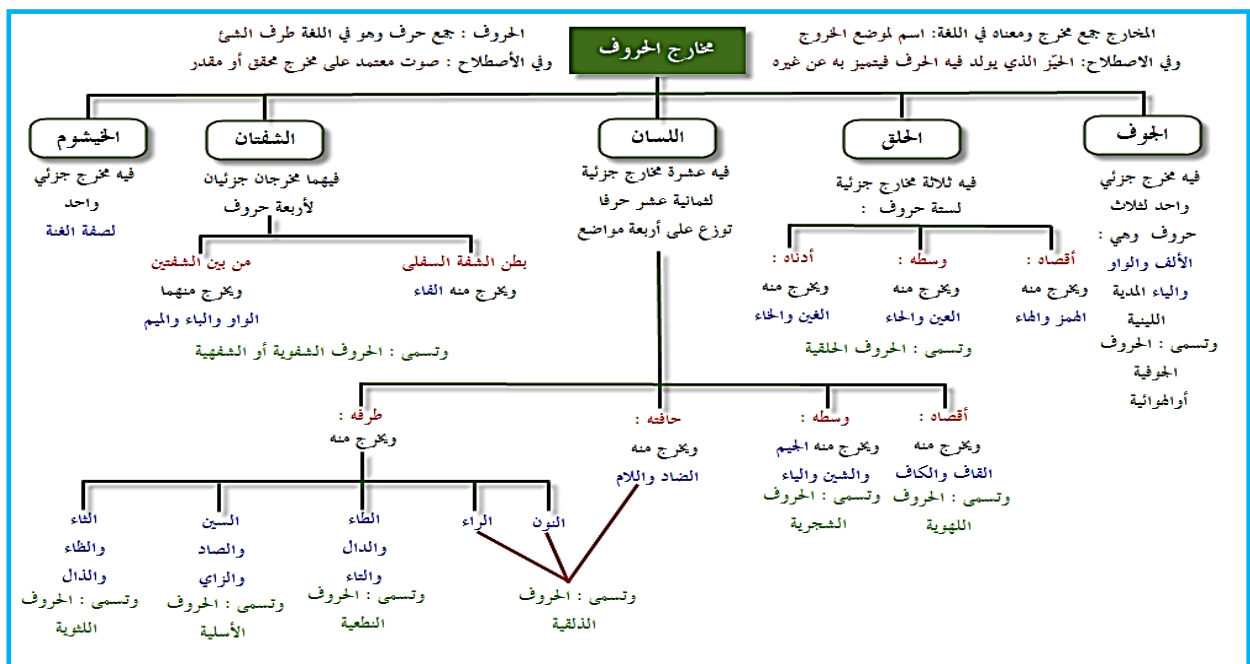 المخارج جمع مخرج ومعناه في اللغة: اسم لموضع الخروج
وفي الاصطلاح: الحيّز الذي يولد فيه الحرف فيتميز به عن غيره
مخارج الحروف
الحروف : جمع حرف وهو في اللغة طرف الشئ
وفي الأصطلاح : صوت معتمد على مخرج محقق أو مقدر
الجوف
فيه مخرج جزئي
واحد لثلاث
حروف وهي :
الألف والواو
والياء المدية
اللينية
وتسمى : الحروف
الجوفية
أوالهوائية
الحلق
فيه ثلاثة مخارج جزئية
لستة حروف :
أقصاه :
ويخرج منه
الهمز والهاء
وسطه :
ويخرج منه
العين والحاء
أدناه :
ويخرج منه
الغين والخاء
وتسمى : الحروف الحلقية
اللسان
فيه عشرة مخارج جزئية
لثمانية عشر حرفا
توزع على أربعة مواضع
أقصاه :
ويخرج منه
القاف والكاف
وتسمى : الحروف
اللهوية
وسطه :
ويخرج منه الجيم
والشين والياء
وتسمى : الحروف
الشجرية
حافته :
ويخرج منه
الضاد واللام
طرفه :
ويخرج منه
النون
الراء
وتسمى : الحروف
الذلقية
الطاء
والدال
والتاء
وتسمى : الحروف
النطعية
السين
والصاد
والزاي
وتسمى : الحروف
الأسلية
الثاء
والظاء
والذال
وتسمى : الحروف
اللثوية
الشفتان
فيهما مخرجان جزئيان
لأربعة حروف
بطن الشفة السفلى
ويخرج منه الفاء
من بين الشفتين
ويخرج منهما
الواو والباء والميم
وتسمى : الحروف الشفوية أو الشفهية
الخيشوم
فيه مخرج جزئي
واحد
لصفة الغنة